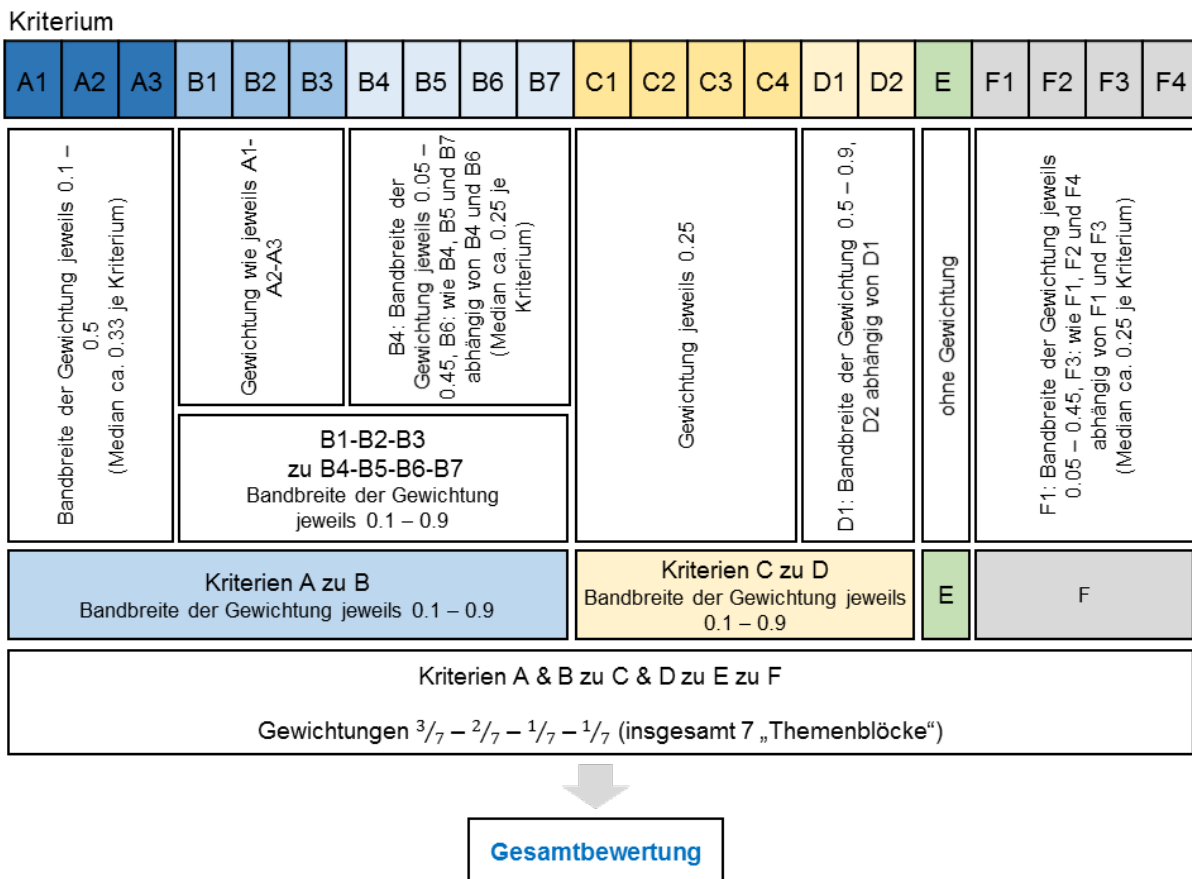 Kriterium
A1 A2 A3 B1 B2 B3 B4 B5 B6 B7 C1 C2 C3 C4 D1 D2 E F1 F2 F3 F4
Bandbreite der Gewichtung jeweils 0.1 –
0.5
(Median ca. 0.33 je Kriterium)
Gewichtung wie jeweils A1-
A2-A3
B4: Bandbreite der
Gewichtung jeweils 0.05 –
0.45, B6: wie B4, B5 und B7
abhängig von B4 und B6
(Median ca. 0.25 je
Kriterium)
B1-B2-B3
zu B4-B5-B6-B7
Bandbreite der Gewichtung
jeweils 0.1 – 0.9
Gewichtung jeweils 0.25
D1: Bandbreite der Gewichtung 0.5 – 0.9,
D2 abhängig von D1
ohne Gewichtung
F1: Bandbreite der Gewichtung jeweils
0.05 – 0.45, F3: wie F1, F2 und F4
abhängig von F1 und F3
(Median ca. 0.25 je Kriterium)
Kriterien A zu B
Bandbreite der Gewichtung jeweils 0.1 – 0.9
Kriterien C zu D
Bandbreite der Gewichtung jeweils
0.1 – 0.9
E
F
Kriterien A & B zu C & D zu E zu F
Gewichtungen ³/₇ – ²/₇ – ¹/₇ – ¹/₇ (insgesamt 7 „Themenblöcke“)
Gesamtbewertung